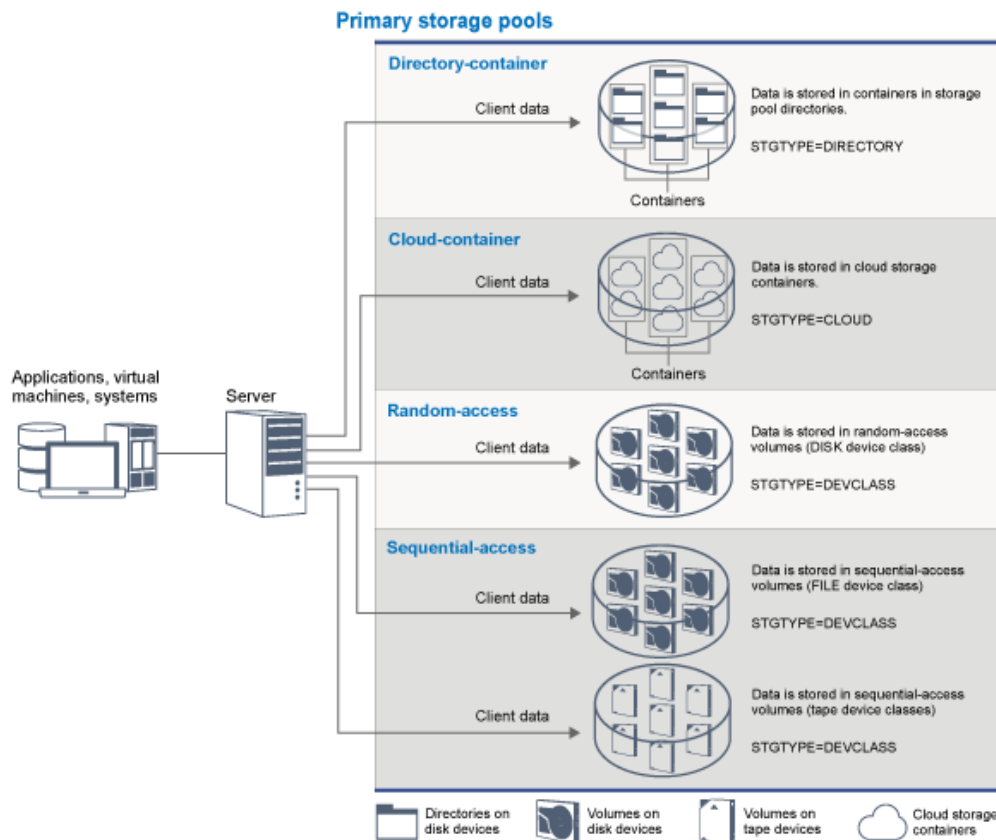 Primary storage pools
Directory-container
Client data
Data is stored in containers in storage
pool directories.
STGTYPE=DIRECTORY
Containers
Cloud-container
Client data
Data is stored in cloud storage
containers.
STGTYPE=CLOUD
Containers
Applications, virtual
machines, systems
Server
Random-access
Client data
Data is stored in random-access
volumes (DISK device class)
STGTYPE=DEVCLASS
Sequential-access
Client data
Data is stored in sequential-access
volumes (FILE device class)
STGTYPE=DEVCLASS
Client data
Data is stored in sequential-access
volumes (tape device classes)
STGTYPE=DEVCLASS
Directories on
disk devices
Volumes on
disk devices
Volumes on
tape devices
Cloud storage
containers